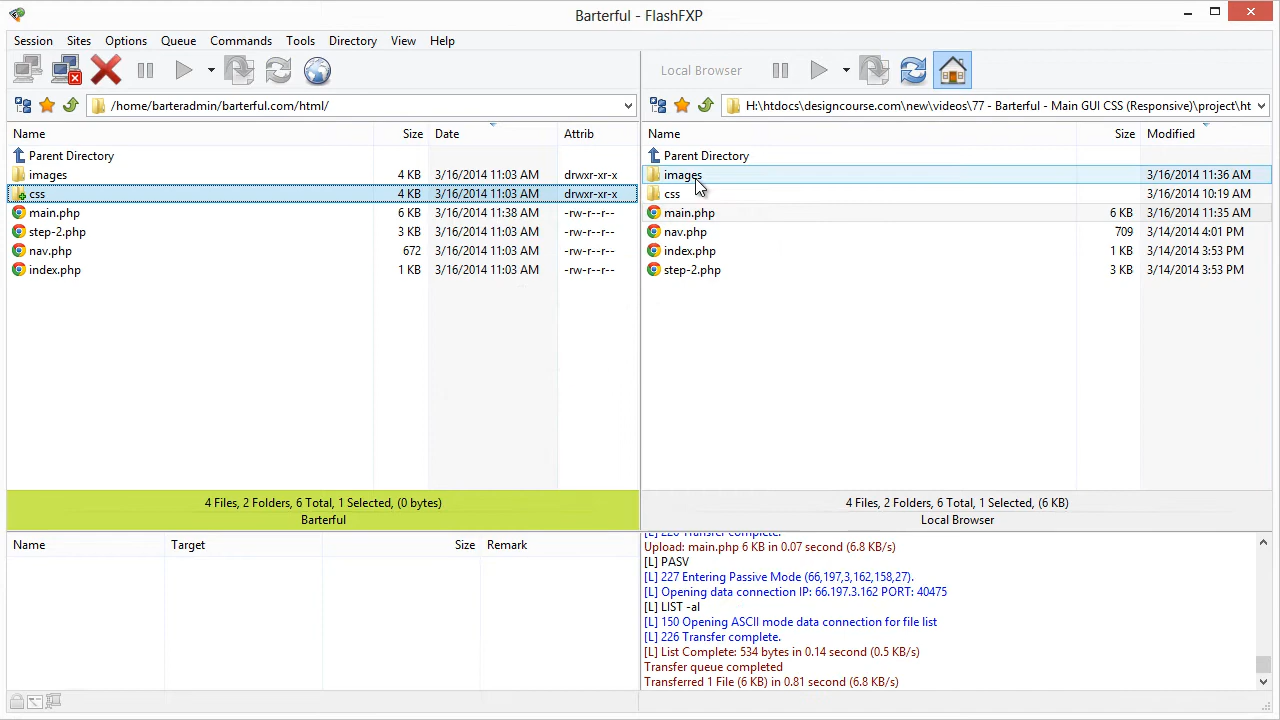 Barterful - FlashFXP
Session Sites Options Queue Commands Tools Directory View Help
Local Browser
/home/barteradmin/barterful.com/html/
H:\htdocs\designcourse.com\new\videos\77 - Barterful - Main GUI CSS (Responsive)\project\ht
Name Size Date Attrib
Parent Directory
images 4 KB 3/16/2014 11:03 AM drwxr-xr-x
css 4 KB 3/16/2014 11:03 AM drwxr-xr-x
main.php 6 KB 3/16/2014 11:38 AM -rw-r--r--
step-2.php 3 KB 3/16/2014 11:03 AM -rw-r--r--
nav.php 672 3/16/2014 11:03 AM -rw-r--r--
index.php 1 KB 3/16/2014 11:03 AM -rw-r--r--
4 Files, 2 Folders, 6 Total, 1 Selected, (0 bytes)
Barterful
Name Size Modified
Parent Directory
images 3/16/2014 11:36 AM
css 3/16/2014 10:19 AM
main.php 6 KB 3/16/2014 11:35 AM
nav.php 709 3/14/2014 4:01 PM
index.php 1 KB 3/14/2014 3:53 PM
step-2.php 3 KB 3/14/2014 3:53 PM
4 Files, 2 Folders, 6 Total, 1 Selected, (6 KB)
Local Browser
Name Target Size Remark
[L] 226 Transfer complete.
Upload: main.php 6 KB in 0.07 second (6.8 KB/s)
[L] PASV
[L] 227 Entering Passive Mode (66,197,3,162,158,27).
[L] Opening data connection IP: 66.197.3.162 PORT: 40475
[L] LIST -al
[L] 150 Opening ASCII mode data connection for file list
[L] 226 Transfer complete.
[L] List Complete: 534 bytes in 0.14 second (0.5 KB/s)
Transfer queue completed
Transferred 1 File (6 KB) in 0.81 second (6.8 KB/s)